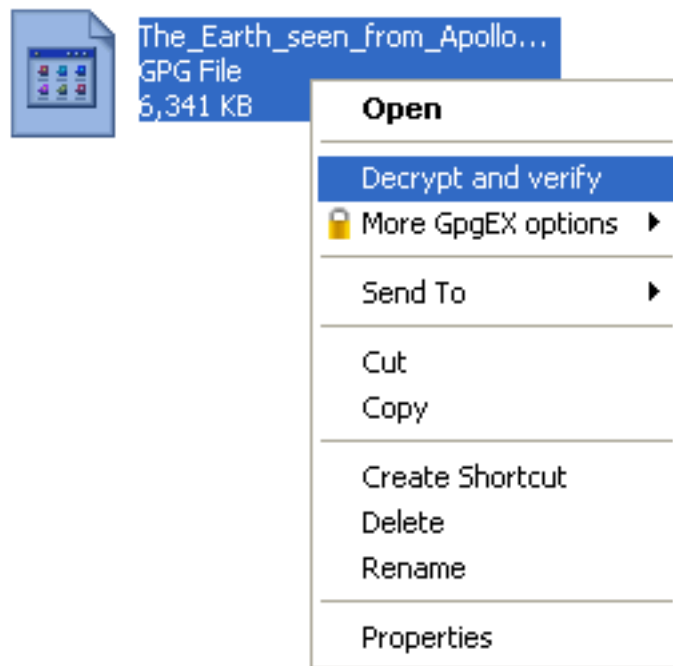 The_Earth_seen_from_Apollo...
GPG File
6,341 KB
Open
Decrypt and verify
More GpgEX options
Send To
Cut
Copy
Create Shortcut
Delete
Rename
Properties